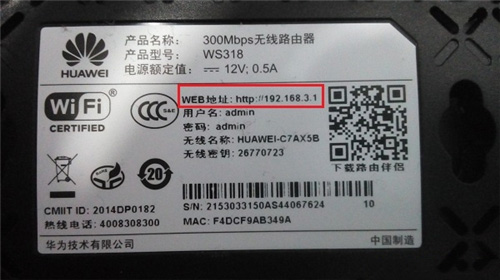 产品名称: 300Mbps无线路由器
产品型号: WS318
电源额定值: ⎓ 12V; 0.5A
HUAWEI
WEB地址: http://192.168.3.1
用户名: admin
密码: admin
无线名称: HUAWEI-C7AX5B
无线密钥: 26770723
WiFi
CERTIFIED
CCC
S&E
下载路由伴侣
CMIIT ID: 2014DP0182
热线电话: 4008308300
华为技术有限公司
S/N: 2153033150AS44067624 10
MAC: F4DCF9AB349A
中国制造